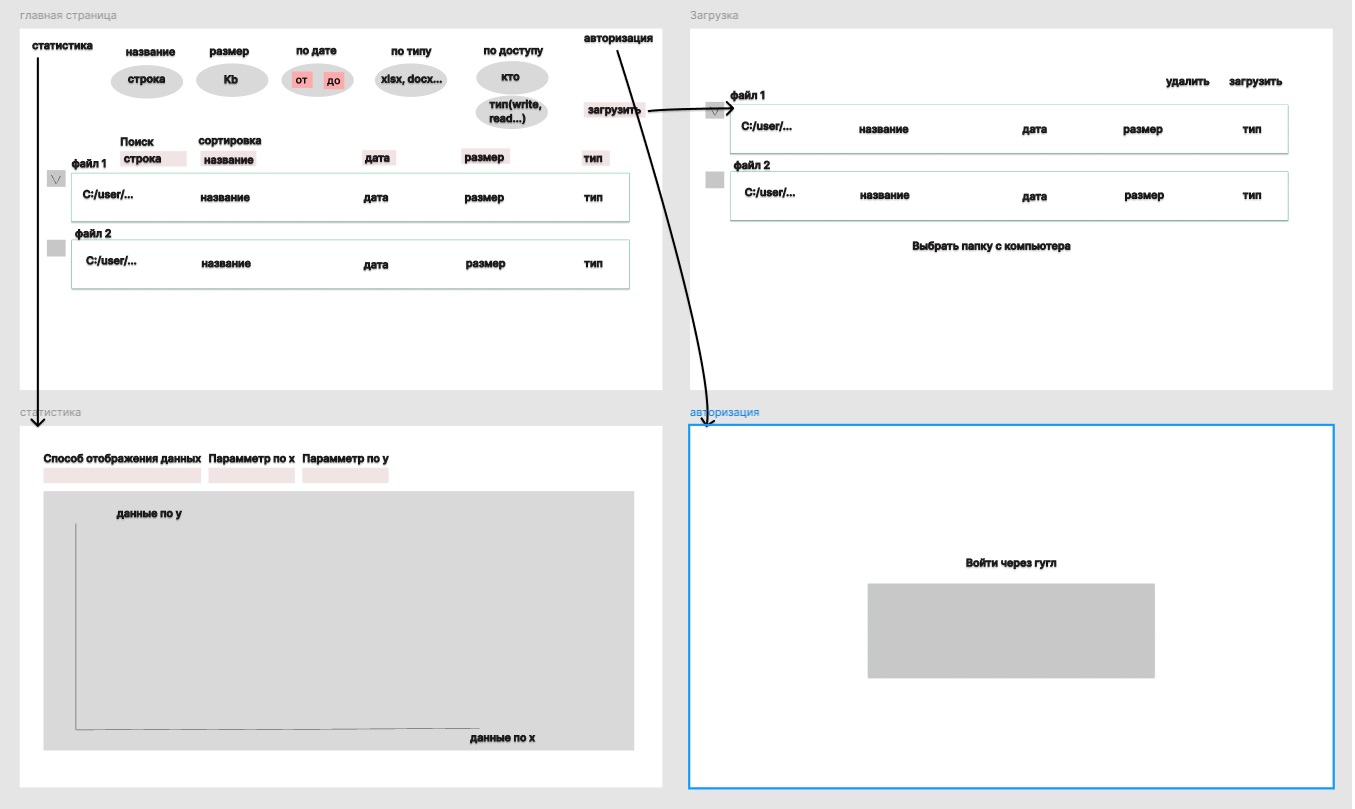 главная страница
статистика
название
размер
по дате
по типу
по доступу
авторизация
строка
Kb
от
до
xlsx, docx...
кто
тип(write,
read...)
загрузить
Поиск
сортировка
строка
название
дата
размер
тип
файл 1
\/
C:/user/...
название
дата
размер
тип
файл 2
C:/user/...
название
дата
размер
тип
Загрузка
удалить
загрузить
файл 1
\/
C:/user/...
название
дата
размер
тип
файл 2
C:/user/...
название
дата
размер
тип
Выбрать папку с компьютера
статистика
Способ отображения данных
Парамметр по x
Парамметр по y
данные по y
данные по x
авторизация
Войти через гугл